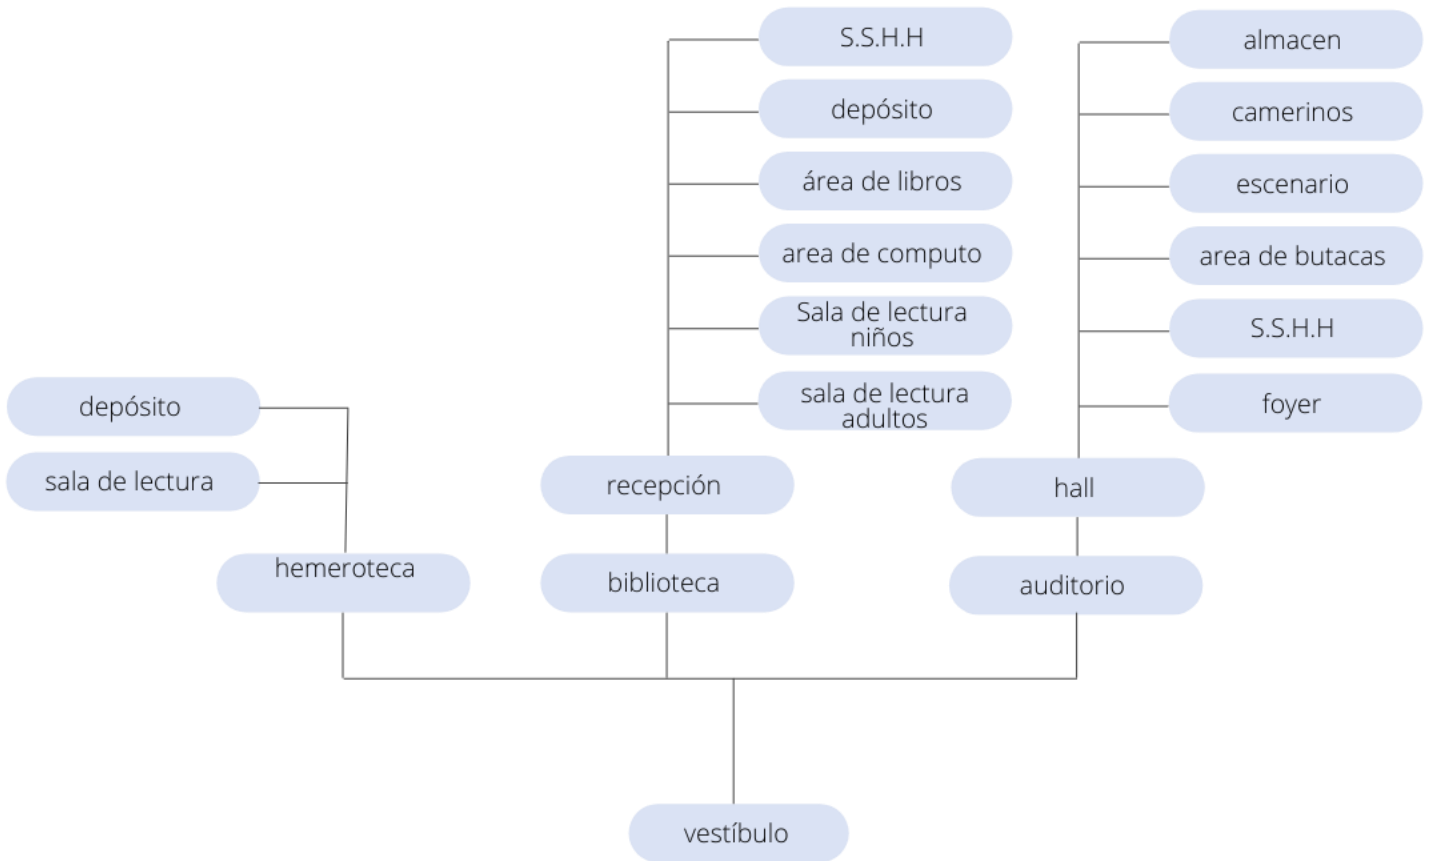 S.S.H.H
depósito
área de libros
area de computo
Sala de lectura
niños
sala de lectura
adultos
recepción
biblioteca
almacen
camerinos
escenario
area de butacas
S.S.H.H
foyer
hall
auditorio
depósito
sala de lectura
hemeroteca
vestíbulo